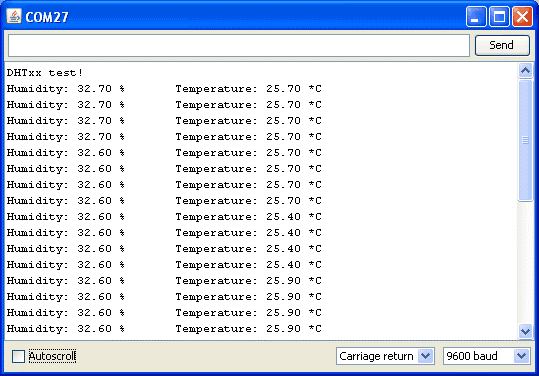 COM27
Send
DHTxx test!
Humidity: 32.70 % Temperature: 25.70 *C
Humidity: 32.70 % Temperature: 25.70 *C
Humidity: 32.70 % Temperature: 25.70 *C
Humidity: 32.70 % Temperature: 25.70 *C
Humidity: 32.60 % Temperature: 25.70 *C
Humidity: 32.60 % Temperature: 25.70 *C
Humidity: 32.60 % Temperature: 25.70 *C
Humidity: 32.60 % Temperature: 25.70 *C
Humidity: 32.60 % Temperature: 25.40 *C
Humidity: 32.60 % Temperature: 25.40 *C
Humidity: 32.60 % Temperature: 25.40 *C
Humidity: 32.60 % Temperature: 25.40 *C
Humidity: 32.60 % Temperature: 25.90 *C
Humidity: 32.60 % Temperature: 25.90 *C
Humidity: 32.60 % Temperature: 25.90 *C
Humidity: 32.60 % Temperature: 25.90 *C
Autoscroll Carriage return 9600 baud